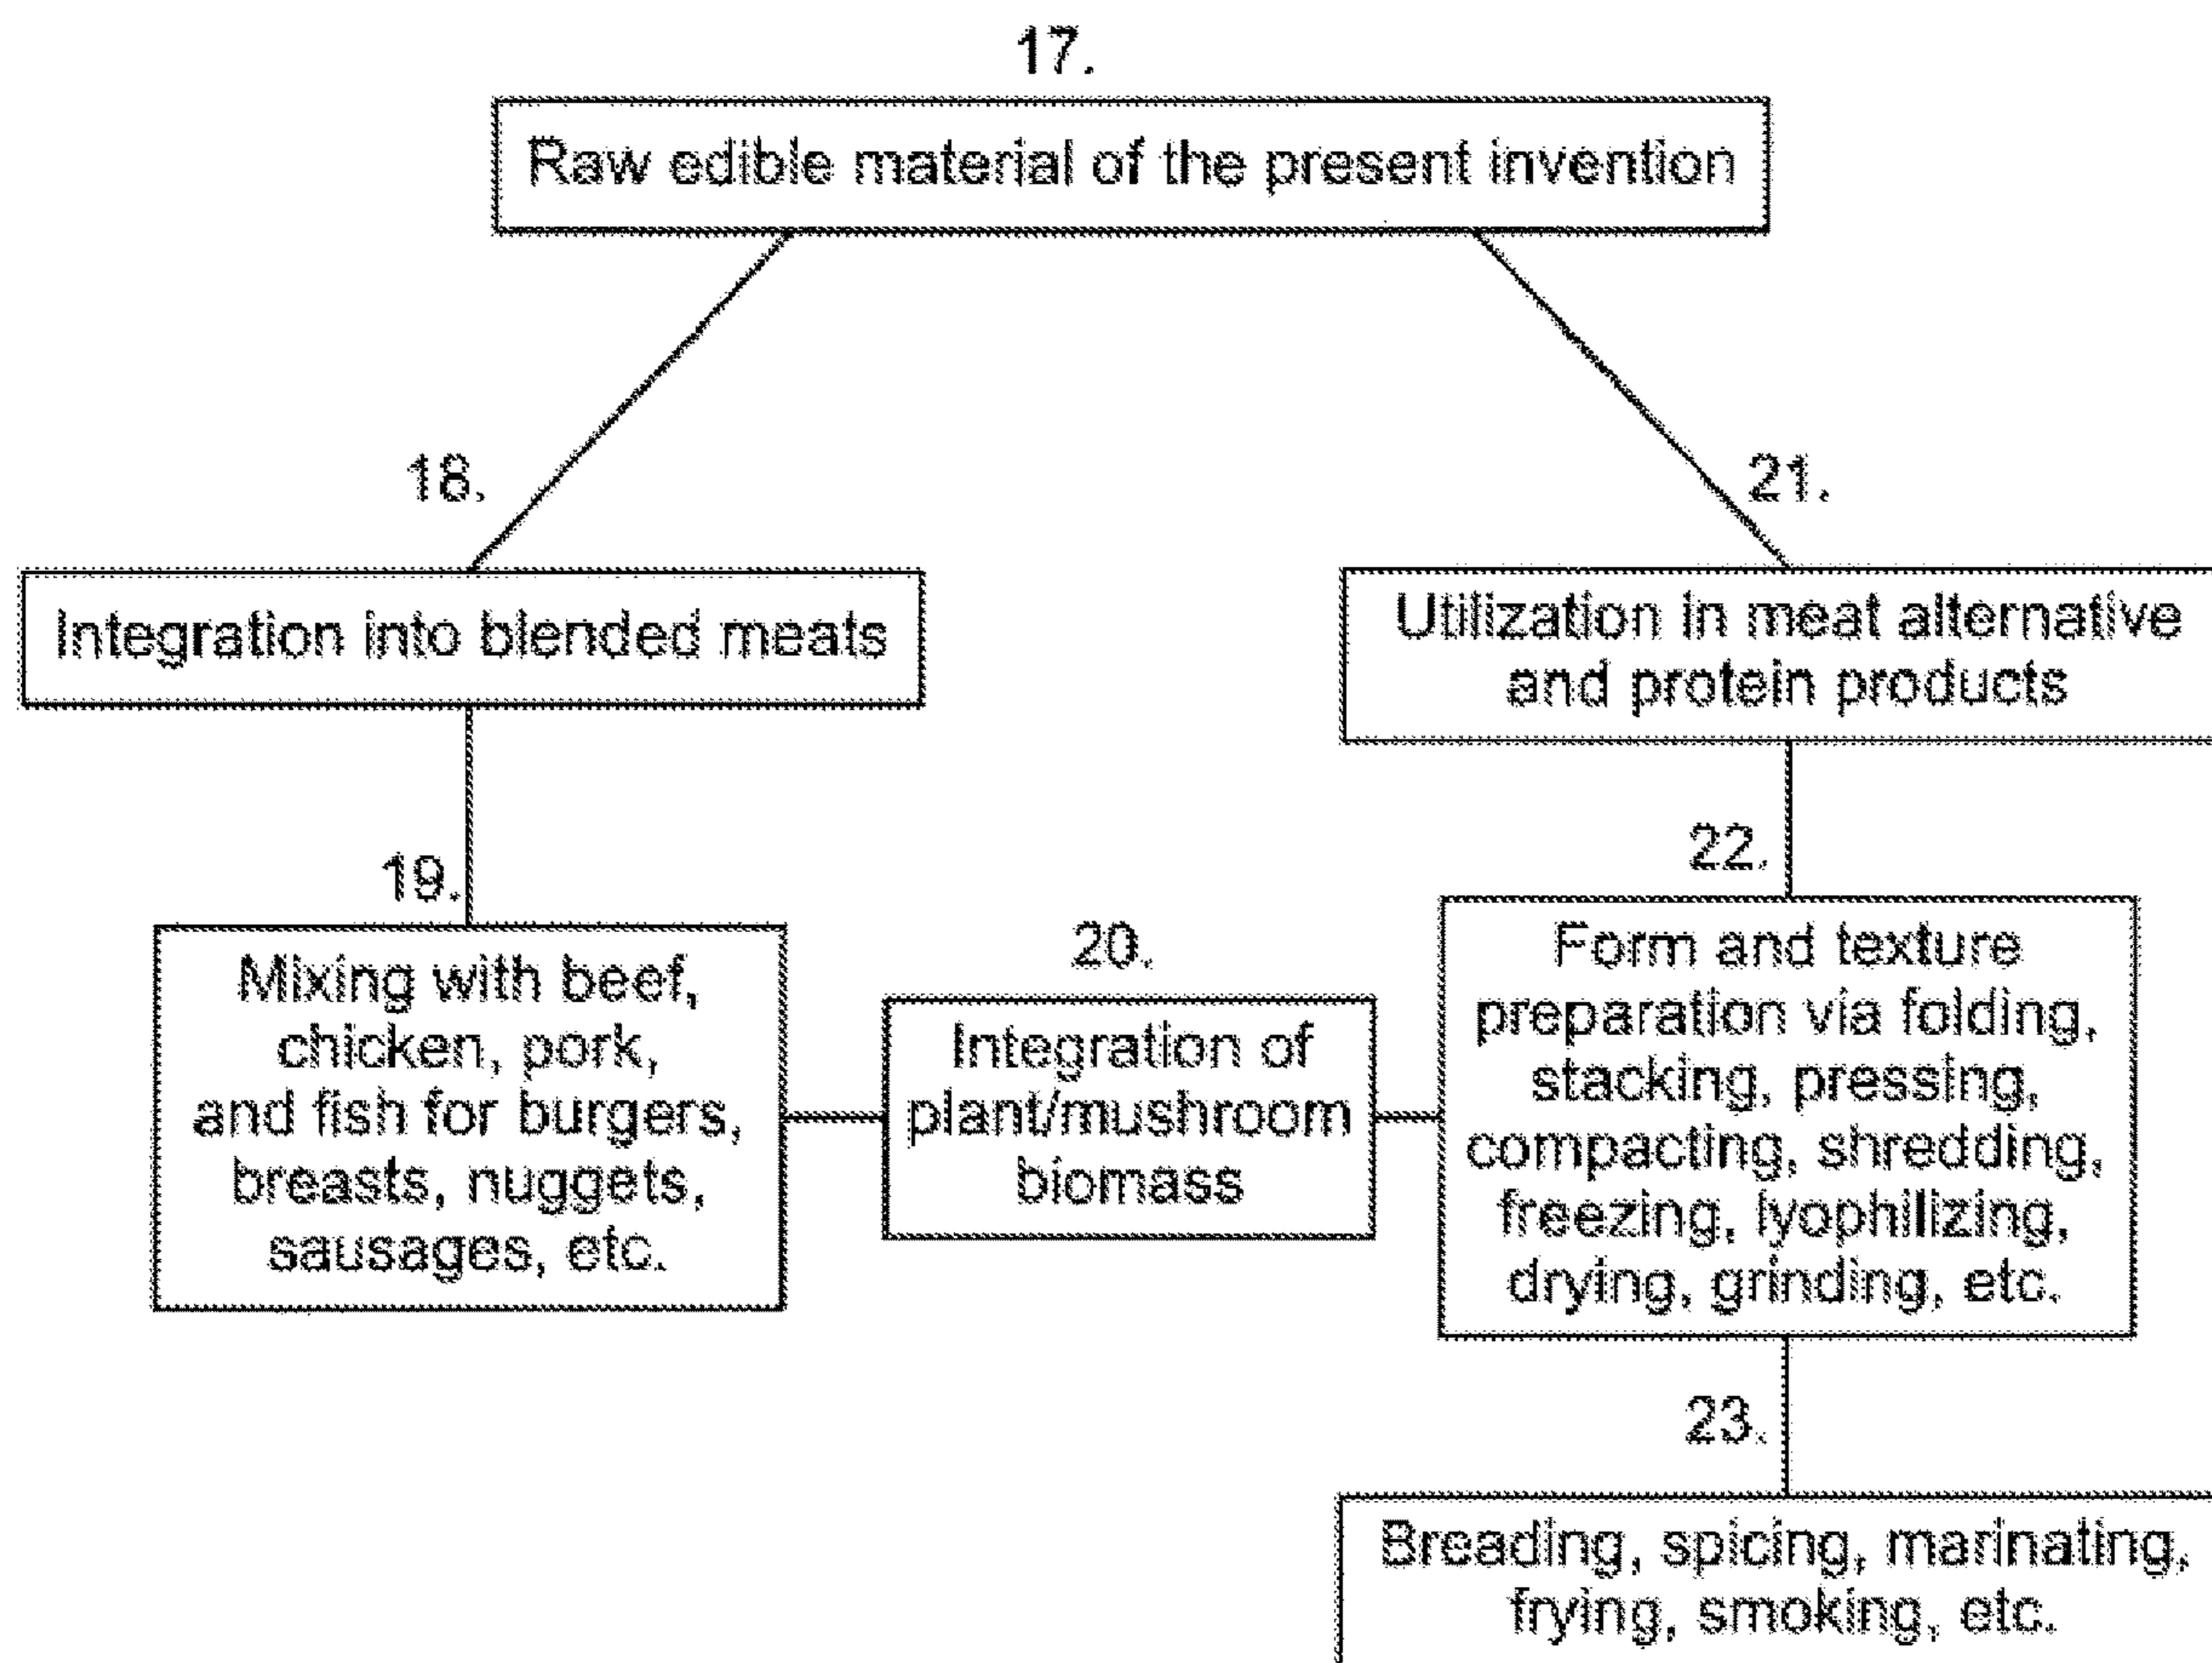 17.
Raw edible material of the present invention
18.
Integration into blended meats
19.
Mixing with beef,
chicken, pork,
and fish for burgers,
breasts, nuggets,
sausages, etc.
20.
Integration of
plant/mushroom
biomass
21.
Utilization in meat alternative
and protein products
22.
Form and texture
preparation via folding,
stacking, pressing,
compacting, shredding,
freezing, lyophilizing,
drying, grinding, etc.
23.
Breading, spicing, marinating,
frying, smoking, etc.